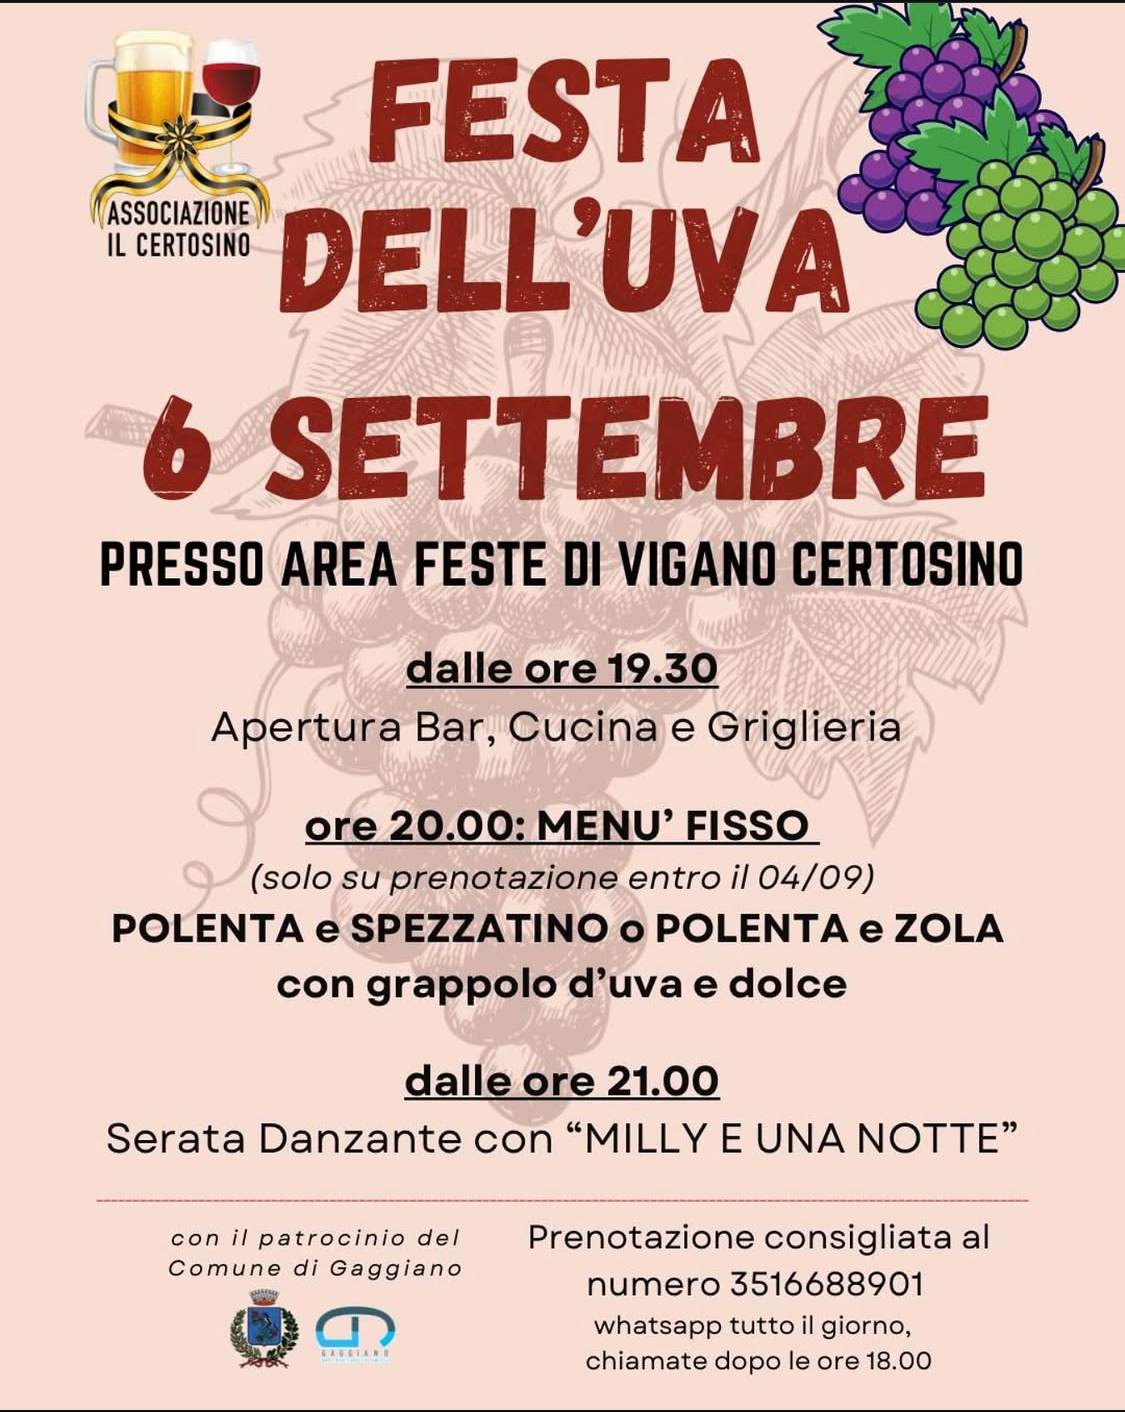 ASSOCIAZIONE
IL CERTOSINO
FESTA
DELL'UVA
6 SETTEMBRE
PRESSO AREA FESTE DI VIGANO CERTOSINO
dalle ore 19.30
Apertura Bar, Cucina e Griglieria
ore 20.00: MENU' FISSO
(solo su prenotazione entro il 04/09)
POLENTA e SPEZZATINO o POLENTA e ZOLA
con grappolo d'uva e dolce
dalle ore 21.00
Serata Danzante con “MILLY E UNA NOTTE”
con il patrocinio del
Comune di Gaggiano
GAGGIANO
Prenotazione consigliata al
numero 3516688901
whatsapp tutto il giorno,
chiamate dopo le ore 18.00